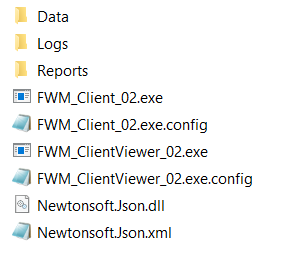 Data
Logs
Reports
FWM_Client_02.exe
FWM_Client_02.exe.config
FWM_ClientViewer_02.exe
FWM_ClientViewer_02.exe.config
Newtonsoft.Json.dll
Newtonsoft.Json.xml